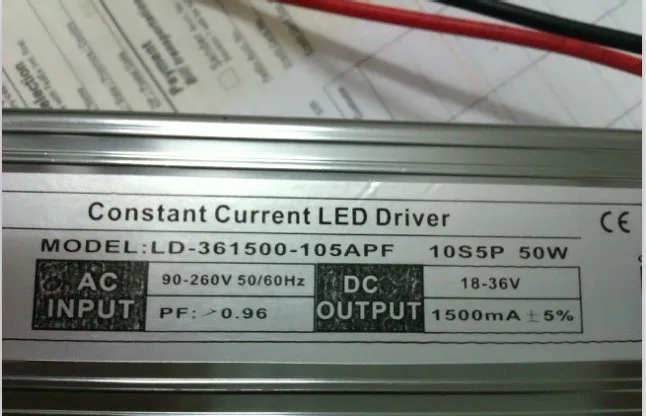 Payment
Constant Current LED Driver
CE
MODEL:LD-361500-105APF 10S5P 50W
AC INPUT
90-260V 50/60Hz
PF: >0.96
DC OUTPUT
18-36V
1500mA ±5%